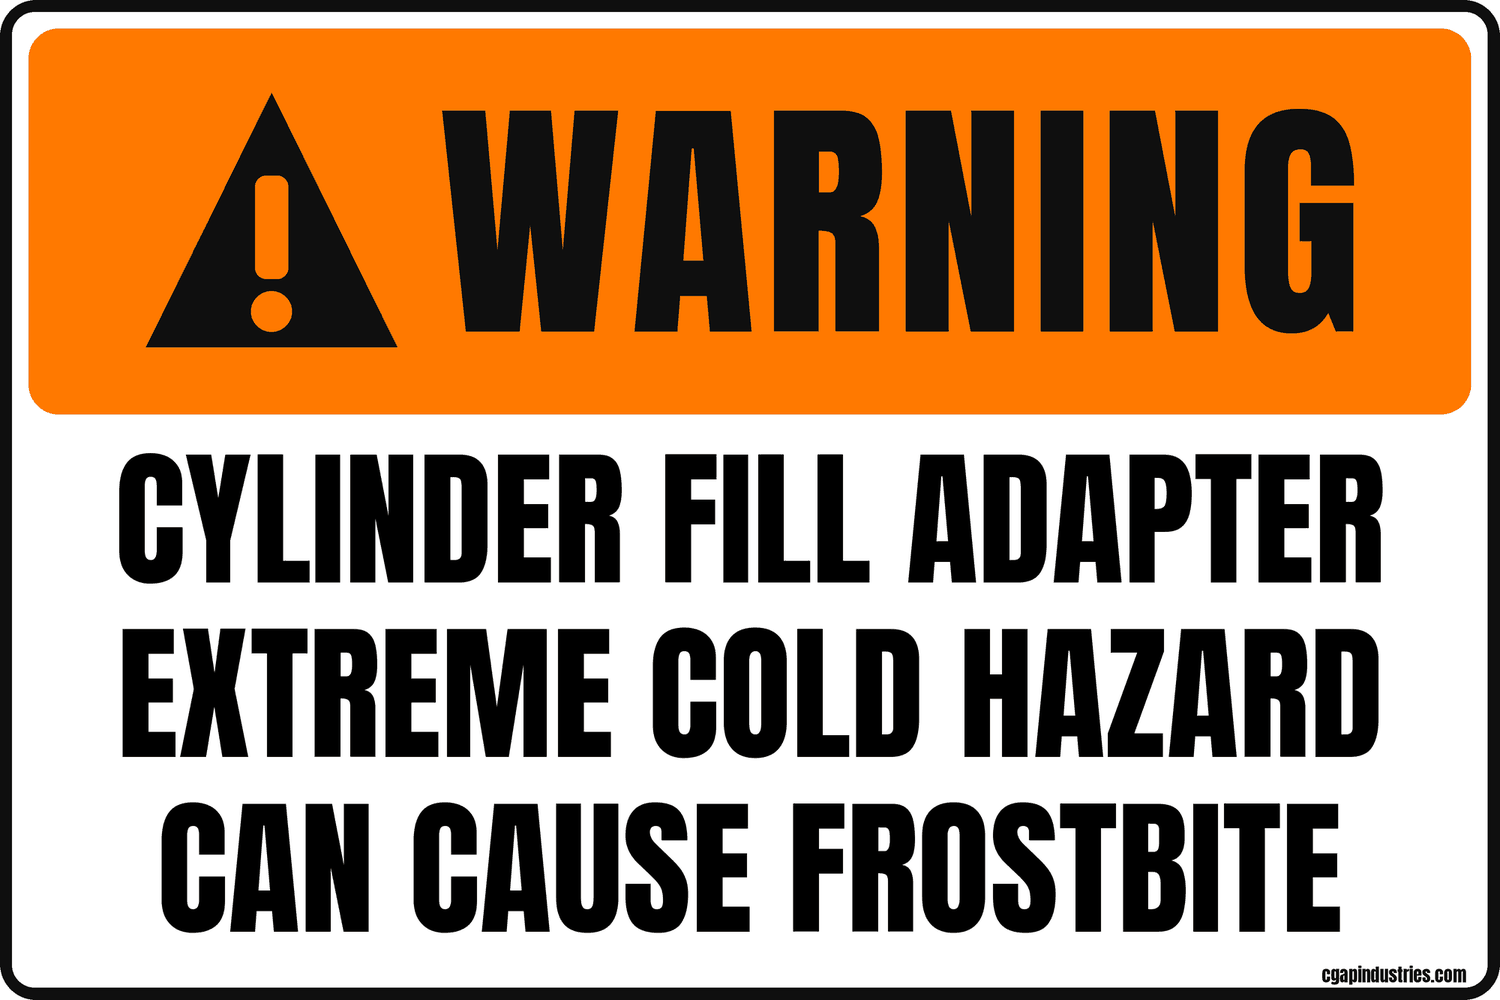 WARNING
CYLINDER FILL ADAPTER
EXTREME COLD HAZARD
CAN CAUSE FROSTBITE
cgapindustries.com